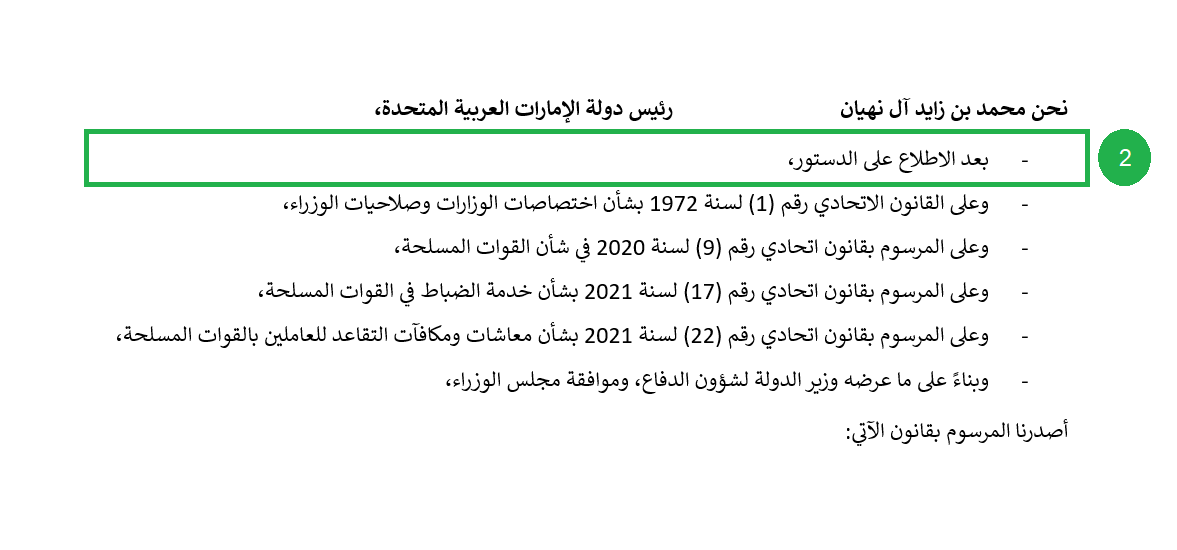 نحن محمد بن زايد آل نهيان رئيس دولة الإمارات العربية المتحدة،
- بعد الاطلاع على الدستور،
2
- وعلى القانون الاتحادي رقم (1) لسنة 1972 بشأن اختصاصات الوزارات وصلاحيات الوزراء،
- وعلى المرسوم بقانون اتحادي رقم (9) لسنة 2020 في شأن القوات المسلحة،
- وعلى المرسوم بقانون اتحادي رقم (17) لسنة 2021 بشأن خدمة الضباط في القوات المسلحة،
- وعلى المرسوم بقانون اتحادي رقم (22) لسنة 2021 بشأن معاشات ومكافآت التقاعد للعاملين بالقوات المسلحة،
- وبناءً على ما عرضه وزير الدولة لشؤون الدفاع، وموافقة مجلس الوزراء،
أصدرنا المرسوم بقانون الآتي: